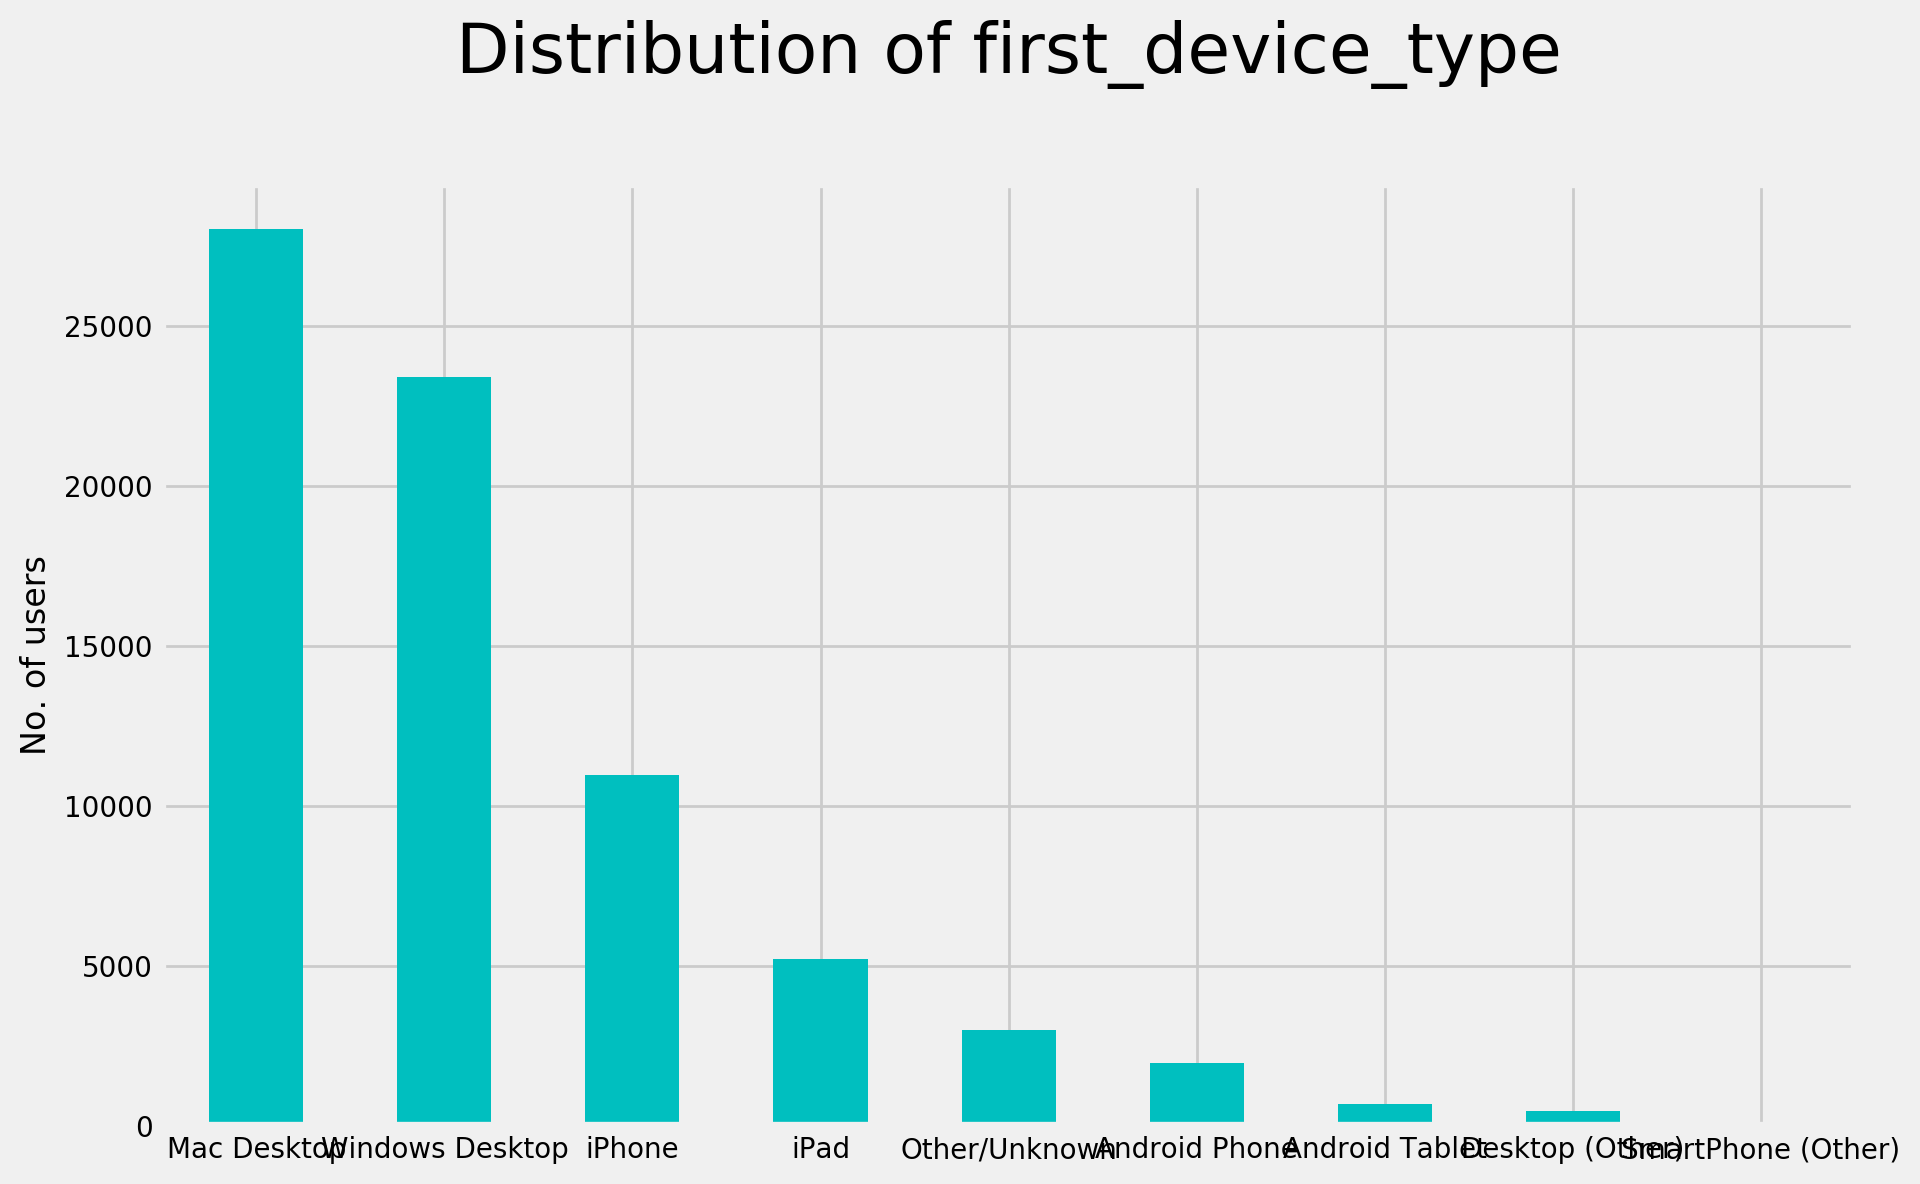 Distribution of first_device_type
No. of users
25000
20000
15000
10000
5000
0
Mac Desktop Windows Desktop iPhone iPad Other/Unknown Android Phone Android Tablet Desktop (Other) SmartPhone (Other)